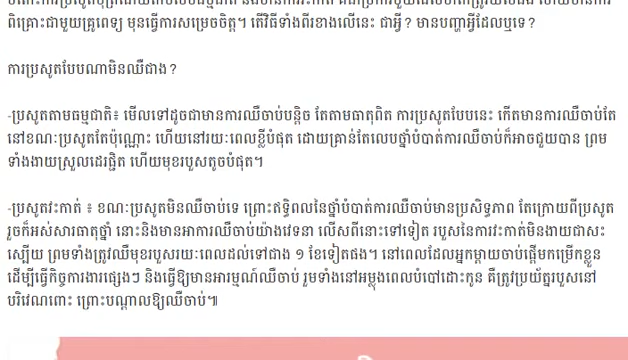 ពិគ្រោះជាមួយគ្រូពេទ្យ មុនធ្វើការសម្រេចចិត្ត។ តើវិធីទាំងពីរខាងលើនេះ ជាអ្វី? មានបញ្ហាអ្វីដែលឬទេ?
ការប្រសូតបែបណាមិនឈឺជាង?
-ប្រសូតតាមធម្មជាតិ៖ មើលទៅដូចជាមានការឈឺចាប់បន្តិច តែតាមធាតុពិត ការប្រសូតបែបនេះ កើតមានការឈឺចាប់តែ
នៅខណៈប្រសូតតែប៉ុណ្ណោះ ហើយនៅរយៈពេលខ្លីបំផុត ដោយគ្រាន់តែលេបថ្នាំបំបាត់ការឈឺចាប់ក៏អាចជួយបាន ព្រម
ទាំងងាយស្រួលដេរផ្ជិត ហើយមុខរបួសតូចបំផុត។
-ប្រសូតវះកាត់ ៖ ខណៈប្រសូតមិនឈឺចាប់ទេ ព្រោះឥទ្ធិពលនៃថ្នាំបំបាត់ការឈឺចាប់មានប្រសិទ្ធភាព តែក្រោយពីប្រសូត
រួចក៏អស់សារធាតុថ្នាំ នោះនិងមានអាការឈឺចាប់យ៉ាងវេទនា លើសពីនោះទៅទៀត របួសនៃការវះកាត់មិនងាយជាសះ
ស្បើយ ព្រមទាំងត្រូវឈឺមុខរបួសរយៈពេលដល់ទៅជាង ១ ខែទៀតផង។ នៅពេលដែលអ្នកម្តាយចាប់ផ្តើមកម្រើកខ្លួន
ដើម្បីធ្វើកិច្ចការងារផ្សេងៗ និងធ្វើឱ្យមានអារម្មណ៍ឈឺចាប់ រួមទាំងនៅអម្លុងពេលបំបៅដោះកូន គឺត្រូវប្រយ័ត្នរបួសនៅ
បរិវេណពោះ ព្រោះបណ្តាលឱ្យឈឺចាប់៕